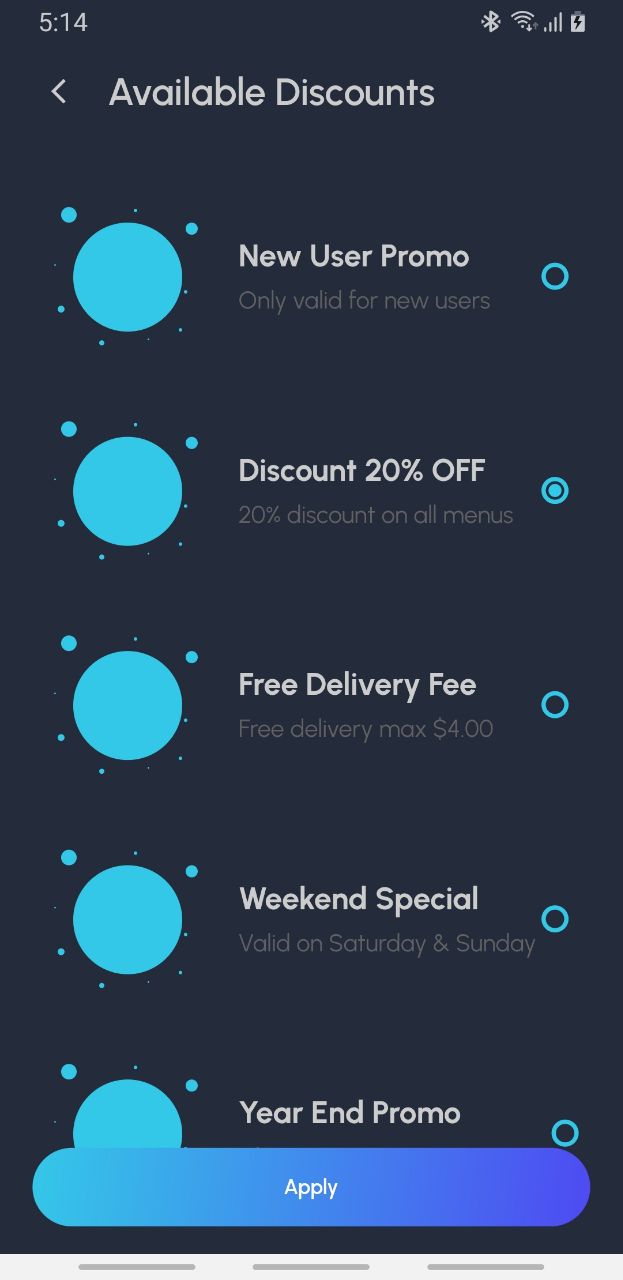 5:14
Available Discounts
New User Promo
Only valid for new users
Discount 20% OFF
20% discount on all menus
Free Delivery Fee
Free delivery max $4.00
Weekend Special
Valid on Saturday & Sunday
Year End Promo
Apply